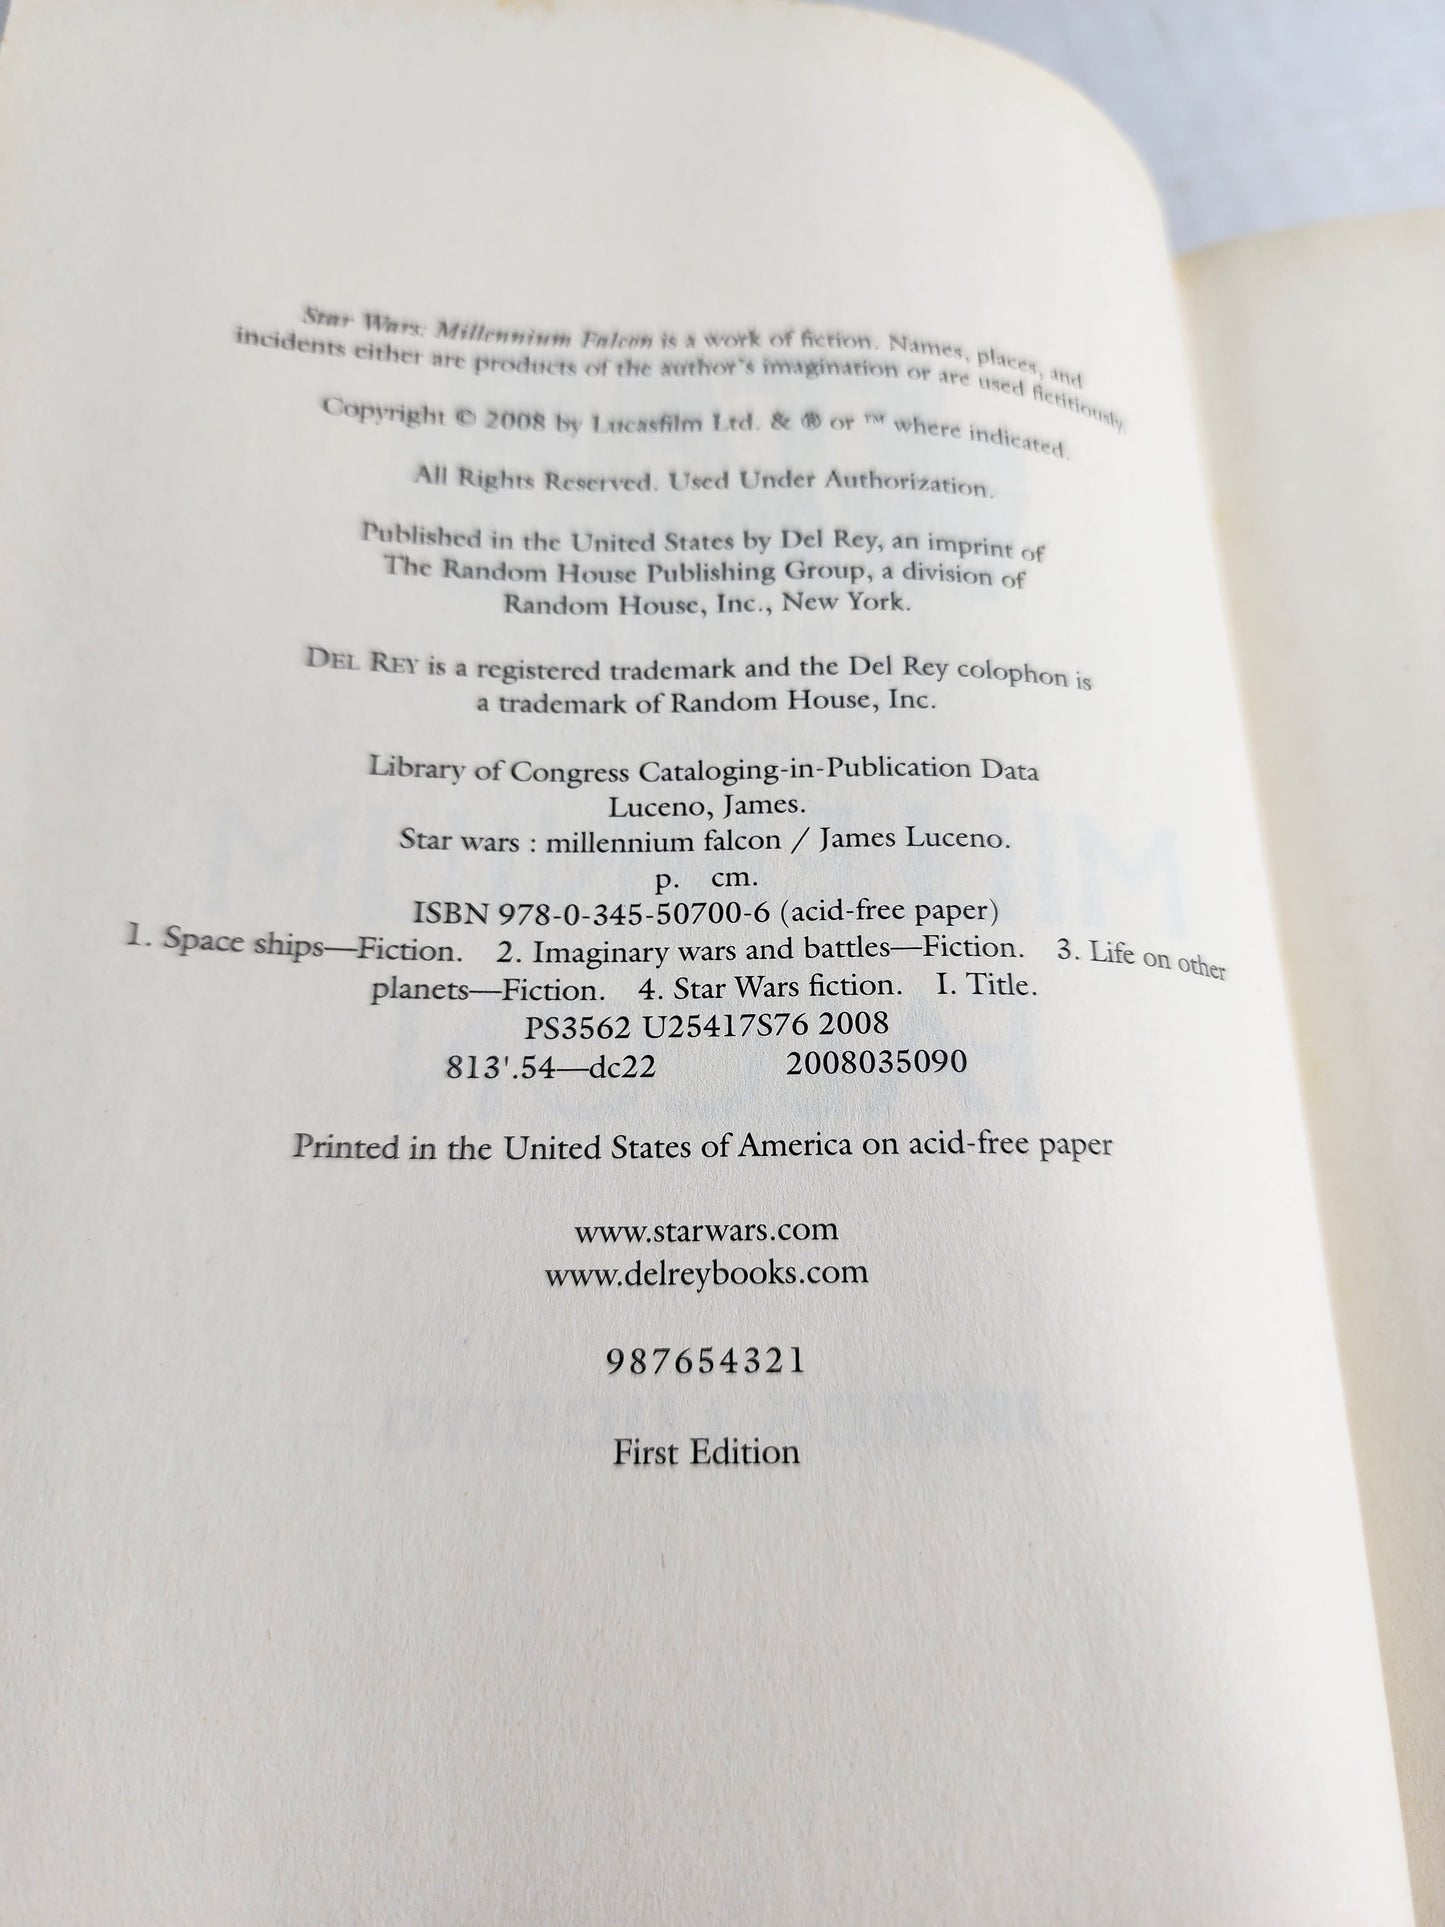 Star Wars: Millennium Falcon is a work of fiction. Names, places, and
incidents either are products of the author's imagination or are used fictitiously.
Copyright © 2008 by Lucasfilm Ltd. & ® or ™ where indicated.
All Rights Reserved. Used Under Authorization.
Published in the United States by Del Rey, an imprint of
The Random House Publishing Group, a division of
Random House, Inc., New York.
DEL REY is a registered trademark and the Del Rey colophon is
a trademark of Random House, Inc.
Library of Congress Cataloging-in-Publication Data
Luceno, James.
Star wars : millennium falcon / James Luceno.
p. cm.
ISBN 978-0-345-50700-6 (acid-free paper)
1. Space ships—Fiction. 2. Imaginary wars and battles—Fiction. 3. Life on other
planets—Fiction. 4. Star Wars fiction. I. Title.
PS3562 U25417S76 2008
813'.54—dc22 2008035090
Printed in the United States of America on acid-free paper
www.starwars.com
www.delreybooks.com
987654321
First Edition